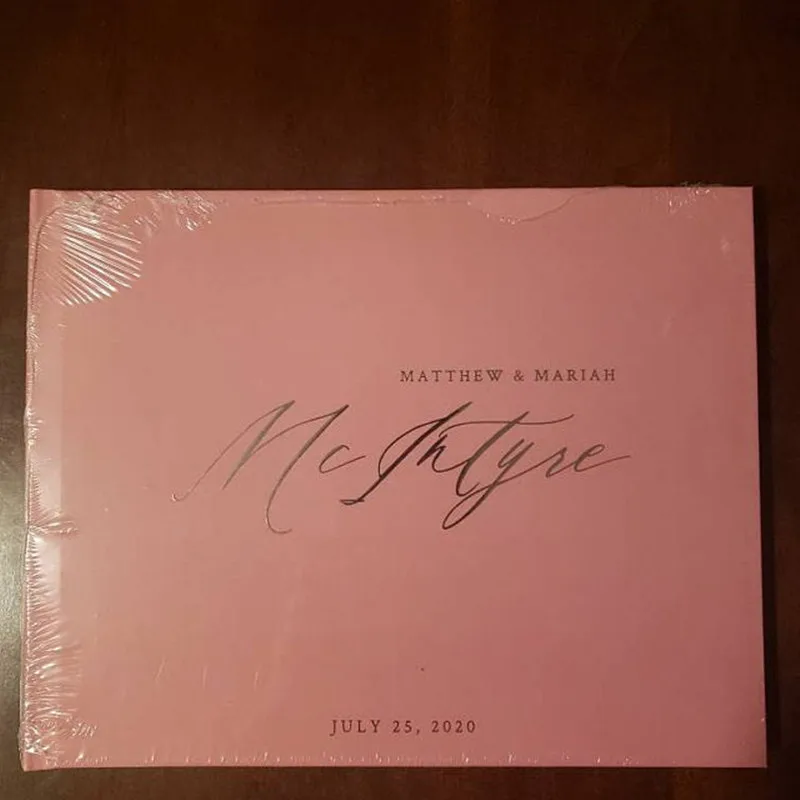 MATTHEW & MARIAH
McIntyre
JULY 25, 2020